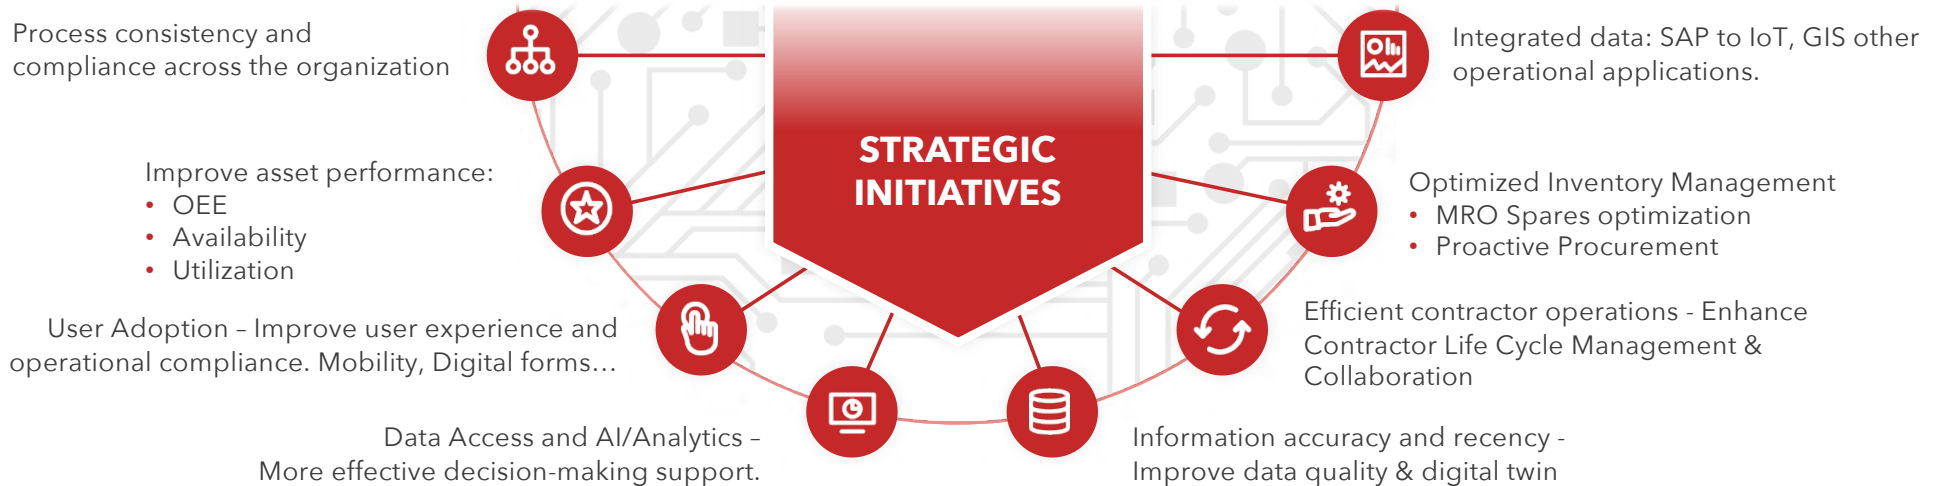 Process consistency and
compliance across the organization
Improve asset performance:
• OEE
• Availability
• Utilization
User Adoption – Improve user experience and
operational compliance. Mobility, Digital forms...
Data Access and AI/Analytics –
More effective decision-making support.
STRATEGIC
INITIATIVES
Integrated data: SAP to IoT, GIS other
operational applications.
Optimized Inventory Management
• MRO Spares optimization
• Proactive Procurement
Efficient contractor operations - Enhance
Contractor Life Cycle Management &
Collaboration
Information accuracy and recency -
Improve data quality & digital twin